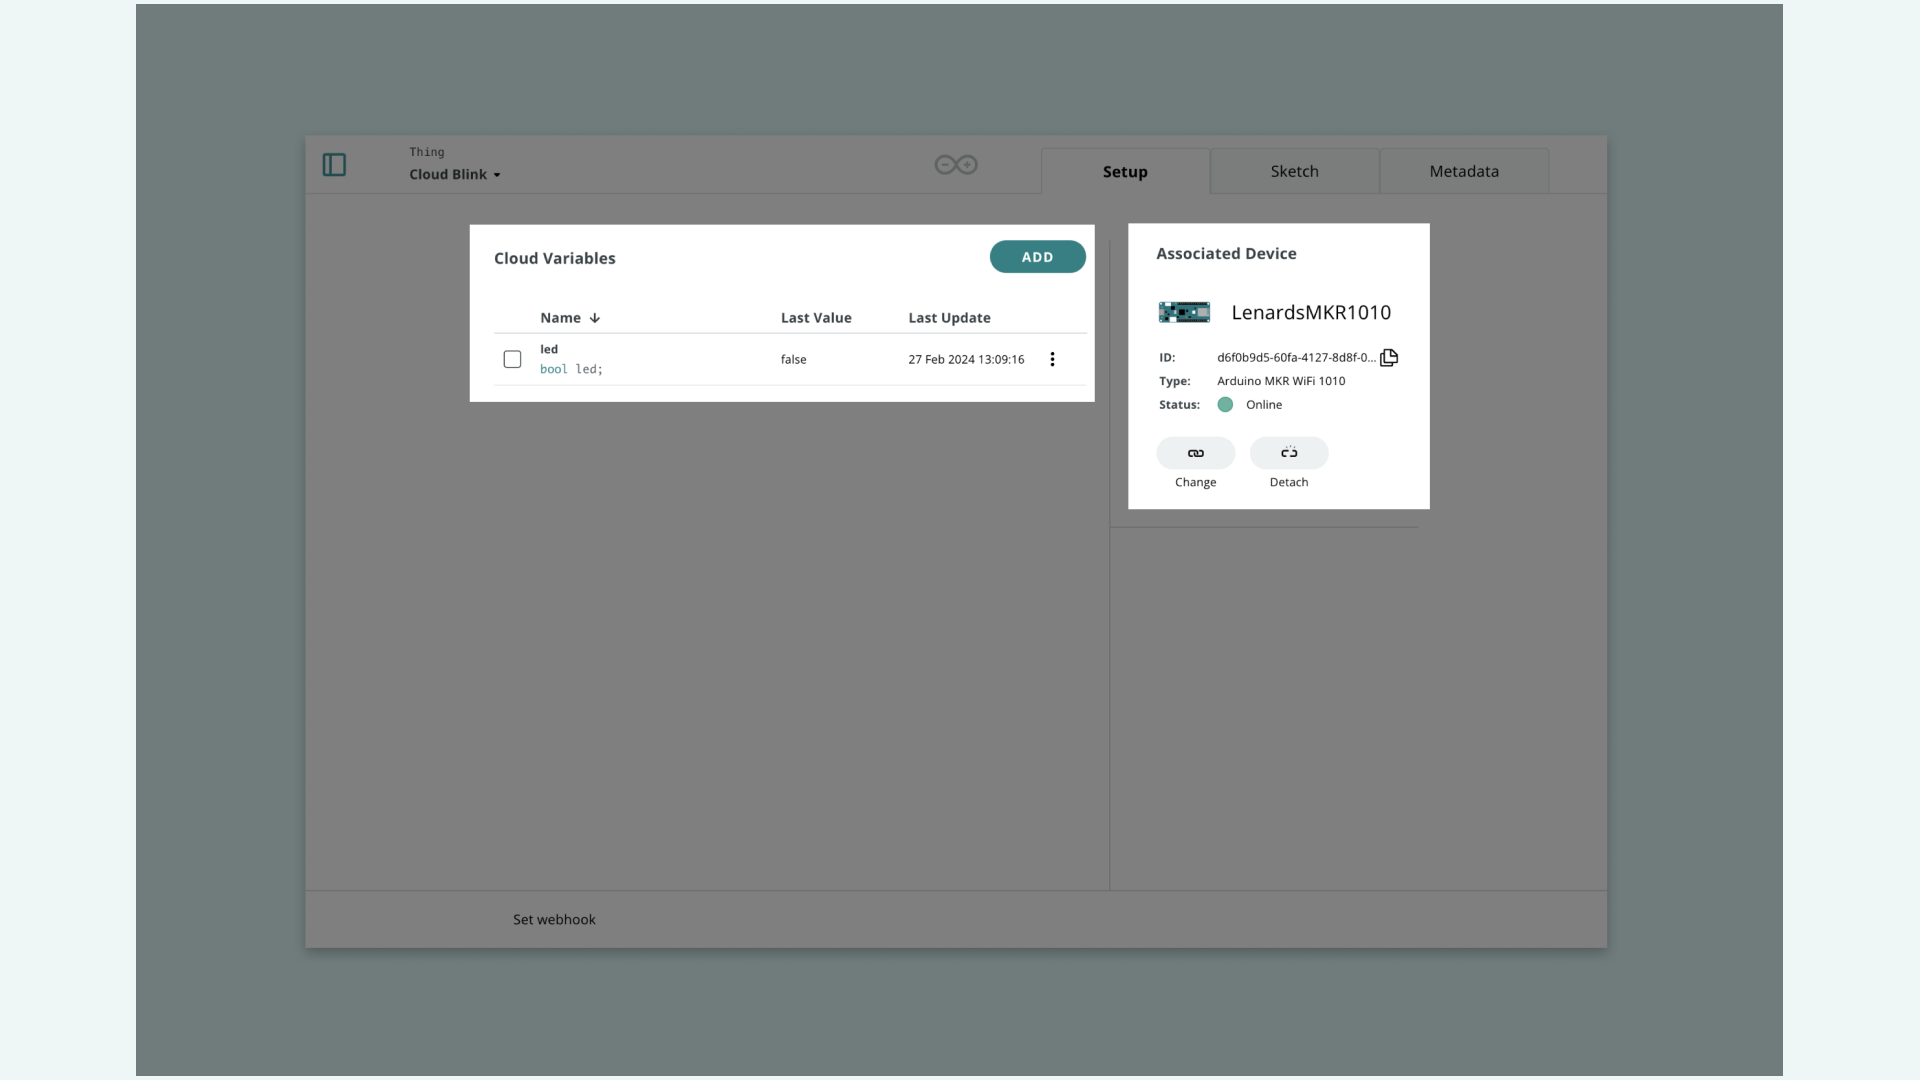 Thing
Cloud Blink
Setup
Sketch
Metadata
Cloud Variables
ADD
Name
Last Value
Last Update
led
bool led;
false
27 Feb 2024 13:09:16
Associated Device
LenardsMKR1010
ID: d6f0b9d5-60fa-4127-8d8f-0...
Type: Arduino MKR WiFi 1010
Status: Online
Change
Detach
Set webhook